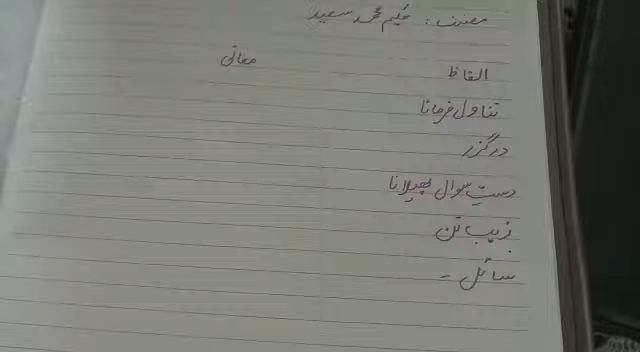 مصنف: حکیم محمد سعید
الفاظ معانی
تناول فرمانا
درگزر
دست سوال پھیلانا
زیب تن
سائل -